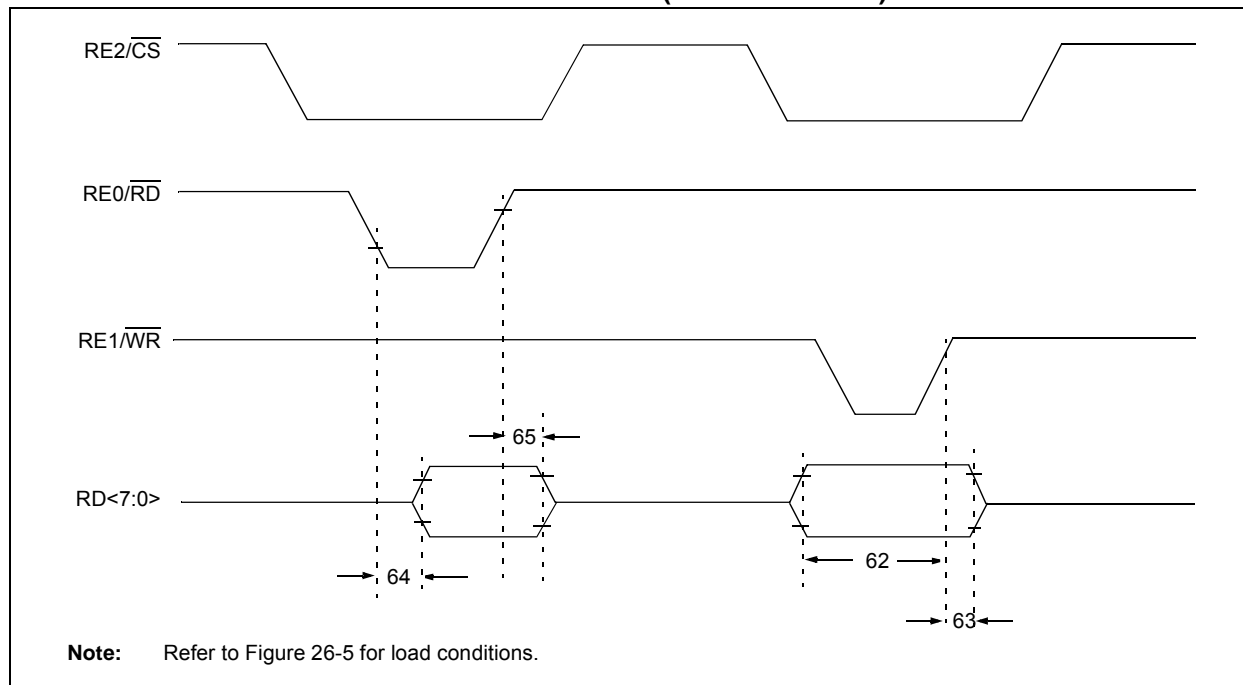 RE2/CS
RE0/RD
RE1/WR
65
RD<7:0>
62
64
63
Note: Refer to Figure 26-5 for load conditions.